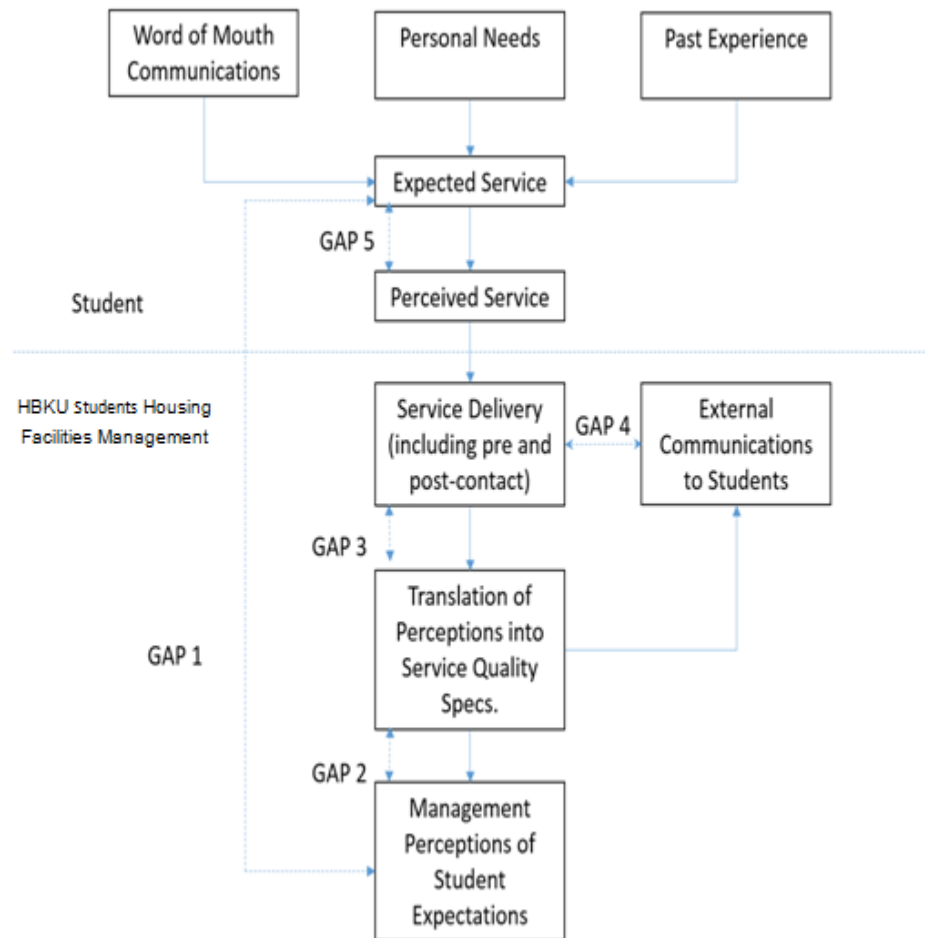 Word of Mouth
Communications
Personal Needs
Past Experience
Expected Service
GAP 5
Perceived Service
Student
HBKU Students Housing
Facilities Management
Service Delivery
(including pre and
post-contact)
GAP 4
External
Communications
to Students
GAP 3
Translation of
Perceptions into
Service Quality
Specs.
GAP 1
GAP 2
Management
Perceptions of
Student
Expectations